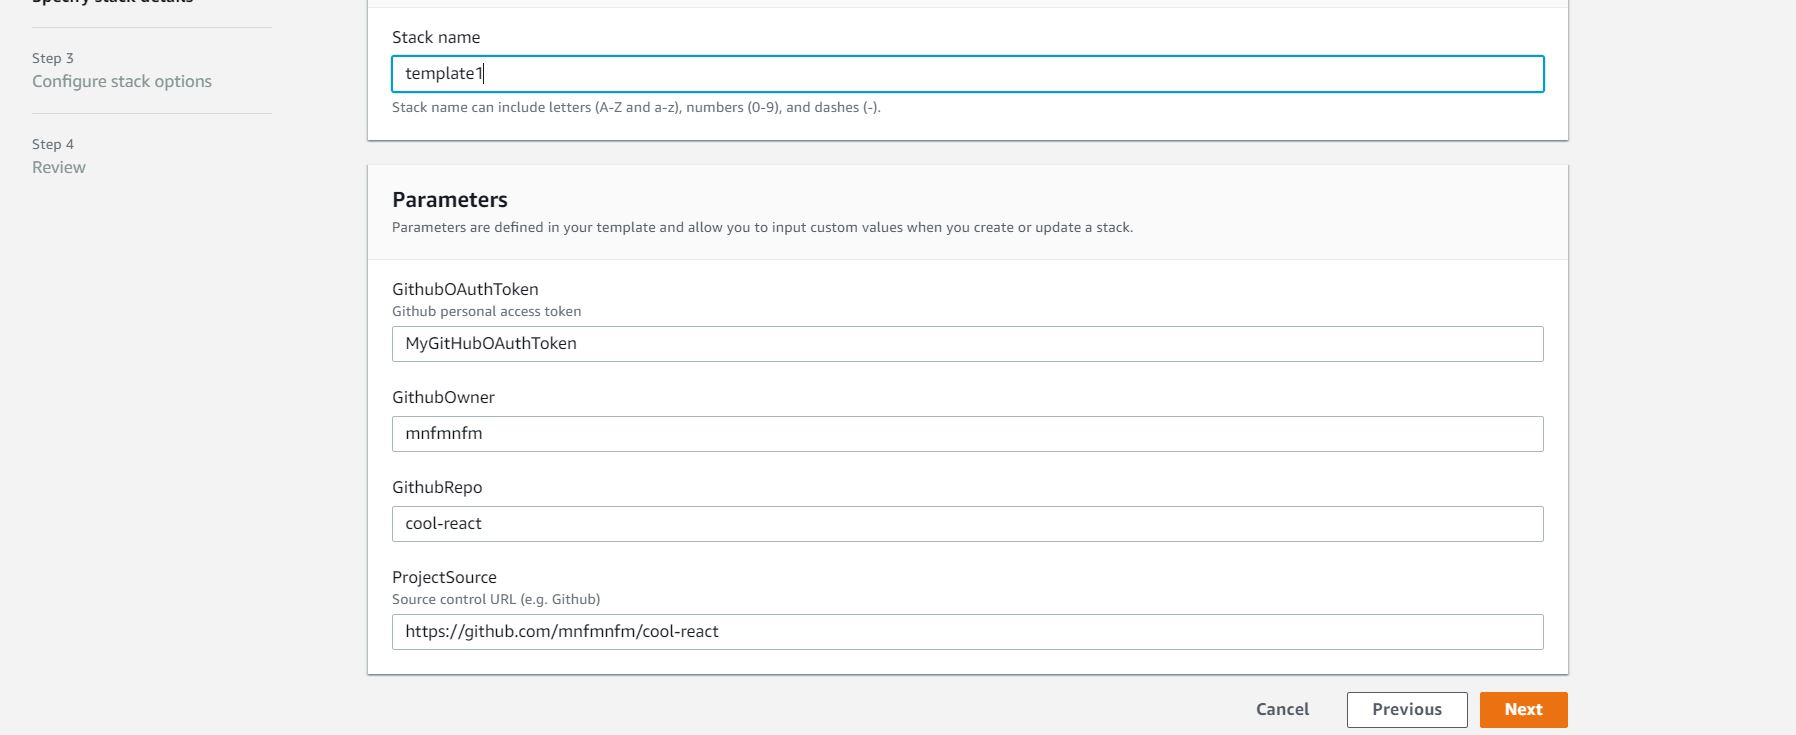 Specify stack details
Step 3
Configure stack options
Step 4
Review
Stack name
template1
Stack name can include letters (A-Z and a-z), numbers (0-9), and dashes (-).
Parameters
Parameters are defined in your template and allow you to input custom values when you create or update a stack.
GithubOAuthToken
Github personal access token
MyGitHubOAuthToken
GithubOwner
mnfmnfm
GithubRepo
cool-react
ProjectSource
Source control URL (e.g. Github)
https://github.com/mnfmnfm/cool-react
Cancel
Previous
Next